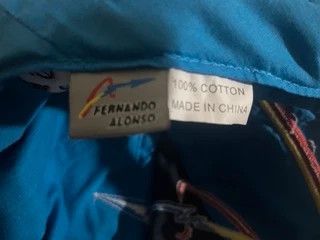 FERNANDO
ALONSO
100% COTTON
MADE IN CHINA